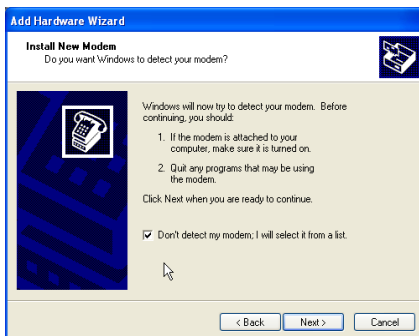 Add Hardware Wizard
Install New Modem
Do you want Windows to detect your modem?
Windows will now try to detect your modem. Before
continuing, you should:
1. If the modem is attached to your
computer, make sure it is turned on.
2. Quit any programs that may be using
the modem.
Click Next when you are ready to continue.
Don't detect my modem; I will select it from a list.
< Back Next > Cancel